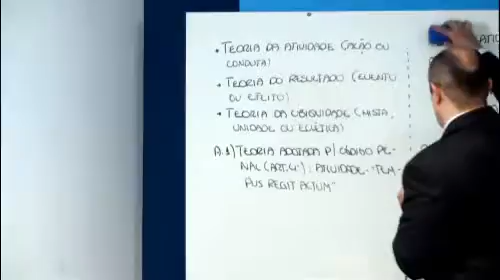 • TEORIA DA ATIVIDADE (AÇÃO OU
CONDUTA)
• TEORIA DO RESULTADO (EVENTO
OU EFEITO)
• TEORIA DA UBIQUIDADE (MISTA,
UNIDADE OU ECLÉTICA)
A.1) TEORIA ADOTADA P/ CÓDIGO PE-
NAL (ART. 4º): ATIVIDADE - "TEM-
PUS REGIT ACTUM"